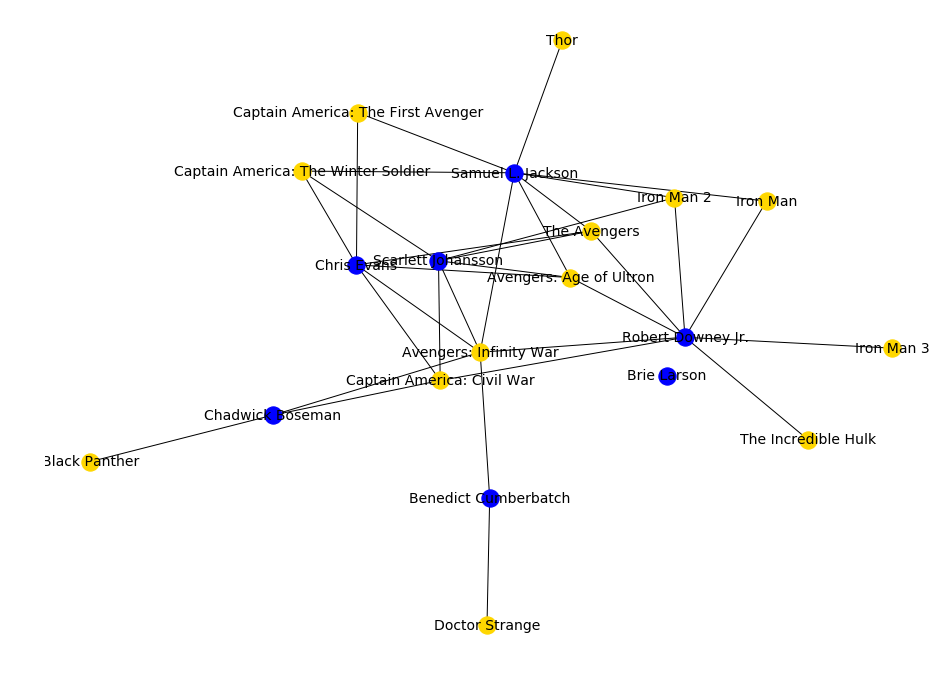 Thor
Captain America: The First Avenger
Captain America: The Winter Soldier
Samuel L. Jackson
Iron Man 2
Iron Man
The Avengers
Scarlett Johansson
Chris Evans
Avengers: Age of Ultron
Robert Downey Jr.
Iron Man 3
Avengers: Infinity War
Brie Larson
Captain America: Civil War
Chadwick Boseman
The Incredible Hulk
Black Panther
Benedict Cumberbatch
Doctor Strange